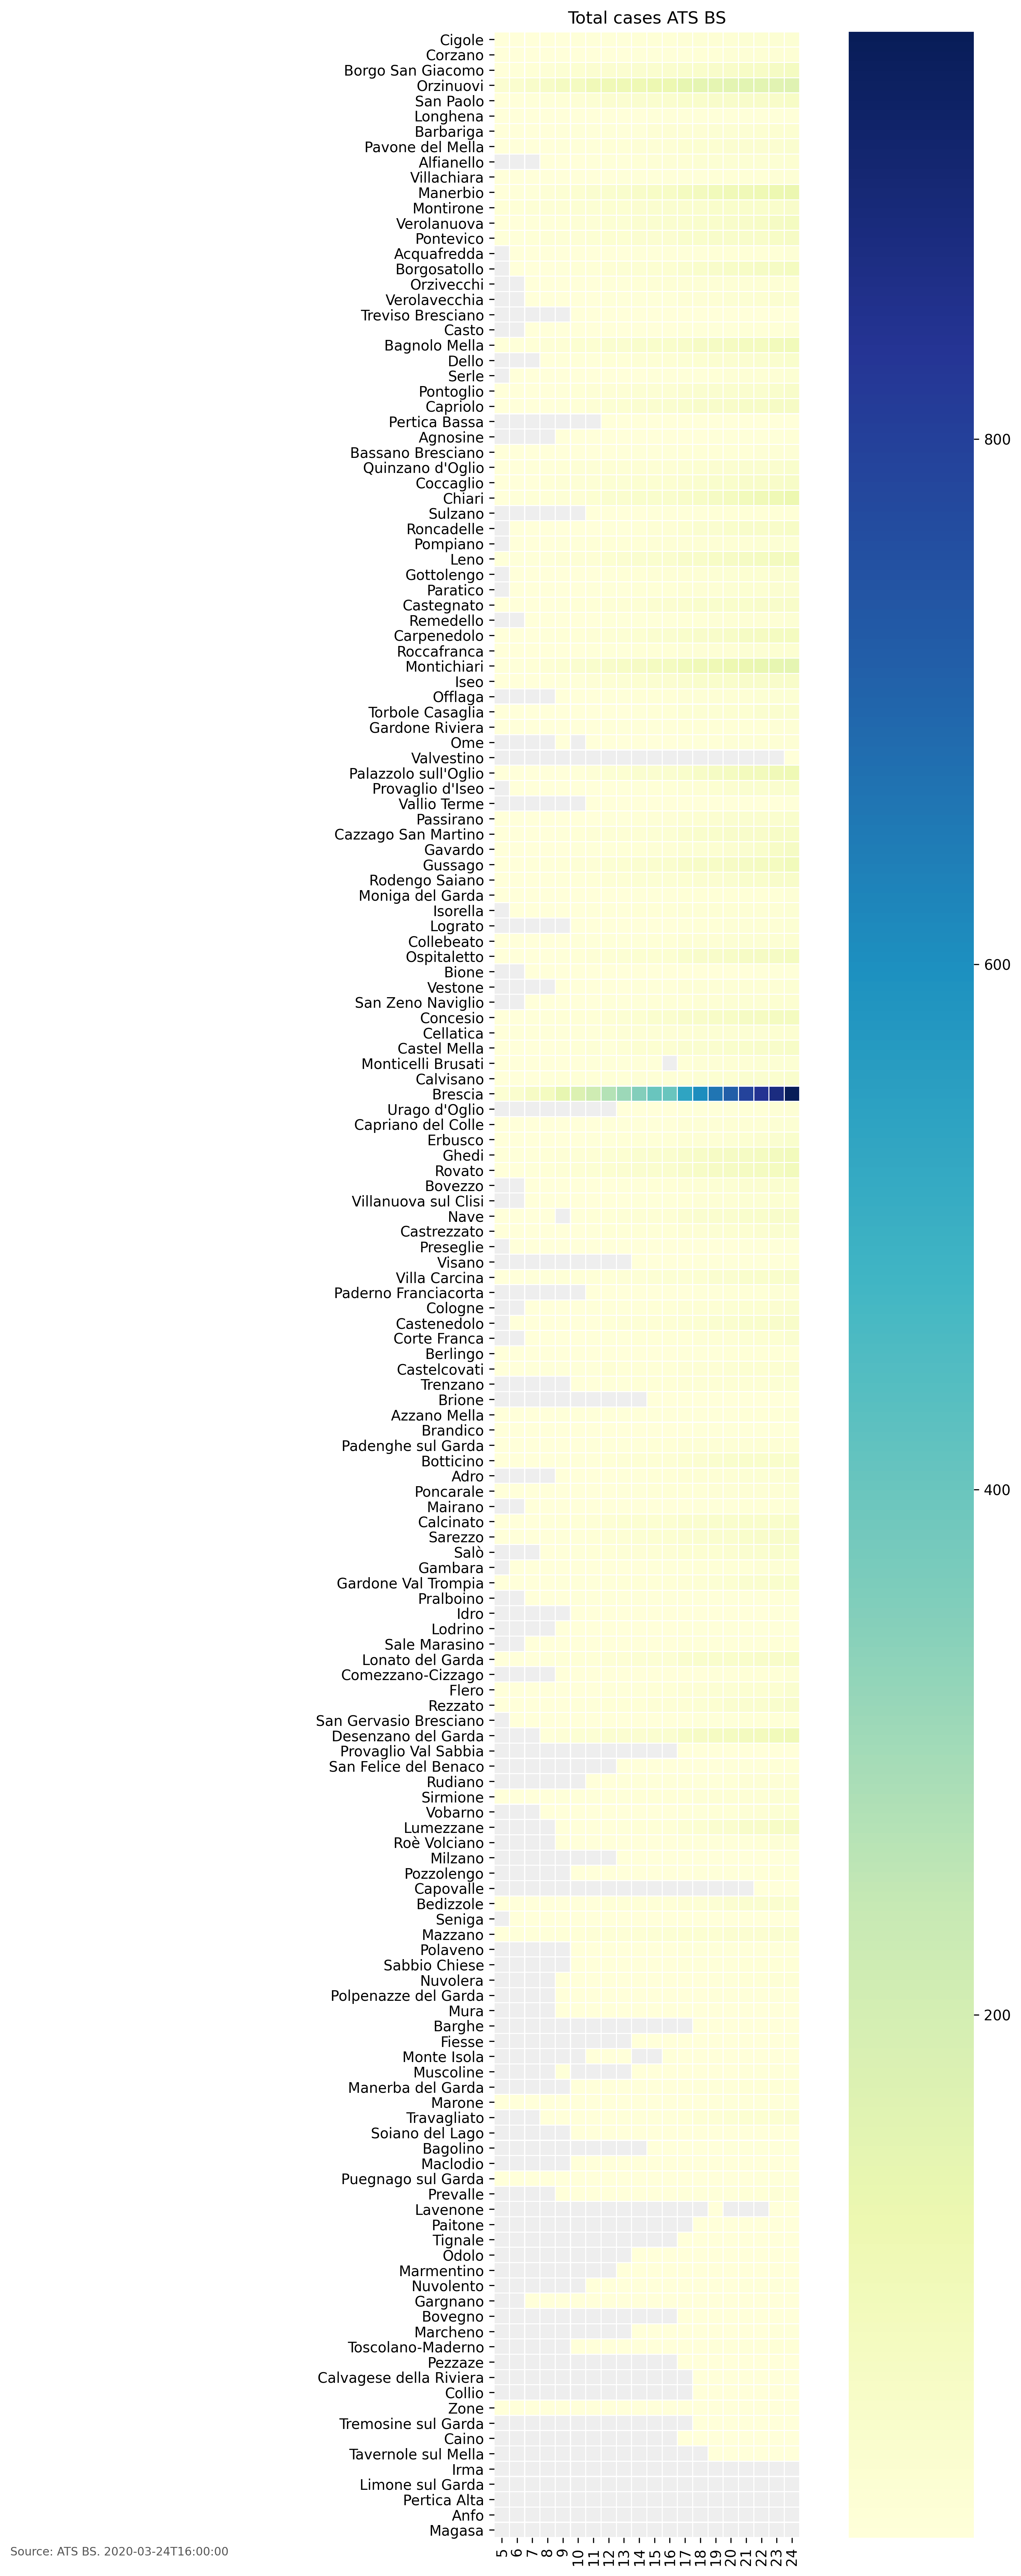 Total cases ATS BS
Cigole
Corzano
Borgo San Giacomo
Orzinuovi
San Paolo
Longhena
Barbariga
Pavone del Mella
Alfianello
Villachiara
Manerbio
Montirone
Verolanuova
Pontevico
Acquafredda
Borgosatollo
Orzivecchi
Verolavecchia
Treviso Bresciano
Casto
Bagnolo Mella
Dello
Serle
Pontoglio
Capriolo
Pertica Bassa
Agnosine
Bassano Bresciano
Quinzano d'Oglio
Coccaglio
Chiari
Sulzano
Roncadelle
Pompiano
Leno
Gottolengo
Paratico
Castegnato
Remedello
Carpenedolo
Roccafranca
Montichiari
Iseo
Offlaga
Torbole Casaglia
Gardone Riviera
Ome
Valvestino
Palazzolo sull'Oglio
Provaglio d'Iseo
Vallio Terme
Passirano
Cazzago San Martino
Gavardo
Gussago
Rodengo Saiano
Moniga del Garda
Isorella
Lograto
Collebeato
Ospitaletto
Bione
Vestone
San Zeno Naviglio
Concesio
Cellatica
Castel Mella
Monticelli Brusati
Calvisano
Brescia
Urago d'Oglio
Capriano del Colle
Erbusco
Ghedi
Rovato
Bovezzo
Villanuova sul Clisi
Nave
Castrezzato
Preseglie
Visano
Villa Carcina
Paderno Franciacorta
Cologne
Castenedolo
Corte Franca
Berlingo
Castelcovati
Trenzano
Brione
Azzano Mella
Brandico
Padenghe sul Garda
Botticino
Adro
Poncarale
Mairano
Calcinato
Sarezzo
Salò
Gambara
Gardone Val Trompia
Pralboino
Idro
Lodrino
Sale Marasino
Lonato del Garda
Comezzano-Cizzago
Flero
Rezzato
San Gervasio Bresciano
Desenzano del Garda
Provaglio Val Sabbia
San Felice del Benaco
Rudiano
Sirmione
Vobarno
Lumezzane
Roè Volciano
Milzano
Pozzolengo
Capovalle
Bedizzole
Seniga
Mazzano
Polaveno
Sabbio Chiese
Nuvolera
Polpenazze del Garda
Mura
Barghe
Fiesse
Monte Isola
Muscoline
Manerba del Garda
Marone
Travagliato
Soiano del Lago
Bagolino
Maclodio
Puegnago sul Garda
Prevalle
Lavenone
Paitone
Tignale
Odolo
Marmentino
Nuvolento
Gargnano
Bovegno
Marcheno
Toscolano-Maderno
Pezzaze
Calvagese della Riviera
Collio
Zone
Tremosine sul Garda
Caino
Tavernole sul Mella
Irma
Limone sul Garda
Pertica Alta
Anfo
Magasa
5 6 7 8 9 10 11 12 13 14 15 16 17 18 19 20 21 22 23 24
800
600
400
200
Source: ATS BS. 2020-03-24T16:00:00